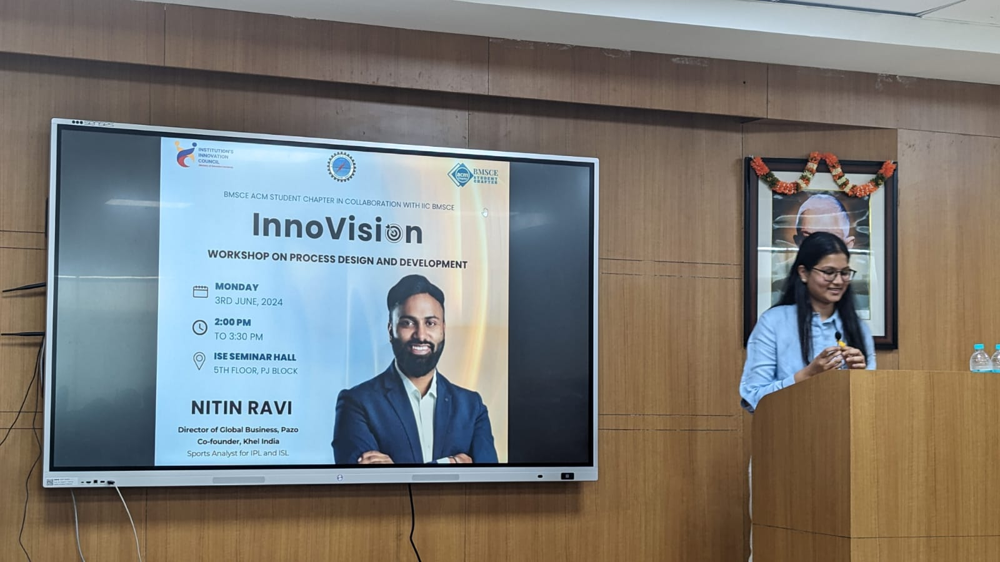 INSTITUTION'S
INNOVATION
COUNCIL
acm
BMSCE
STUDENT
CHAPTER
BMSCE ACM STUDENT CHAPTER IN COLLABORATION WITH IIC BMSCE
InnoVision
WORKSHOP ON PROCESS DESIGN AND DEVELOPMENT
MONDAY
3RD JUNE, 2024
2:00 PM
TO 3:30 PM
ISE SEMINAR HALL
5TH FLOOR, PJ BLOCK
NITIN RAVI
Director of Global Business, Pazo
Co-founder, Khel India
Sports Analyst for IPL and ISL